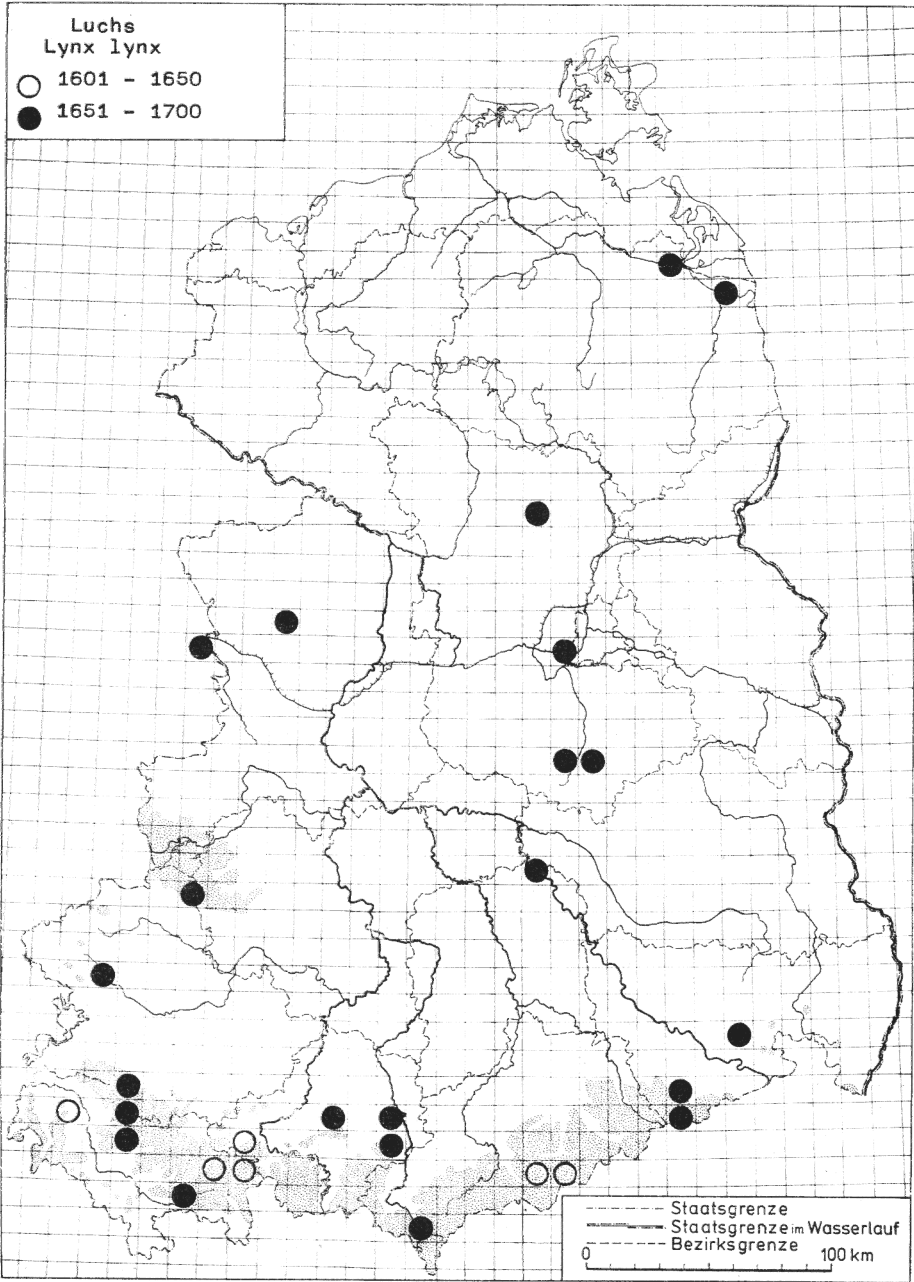 Luchs
Lynx lynx
1601 - 1650
1651 - 1700
Staatsgrenze
Staatsgrenze im Wasserlauf
Bezirksgrenze
0 100 km